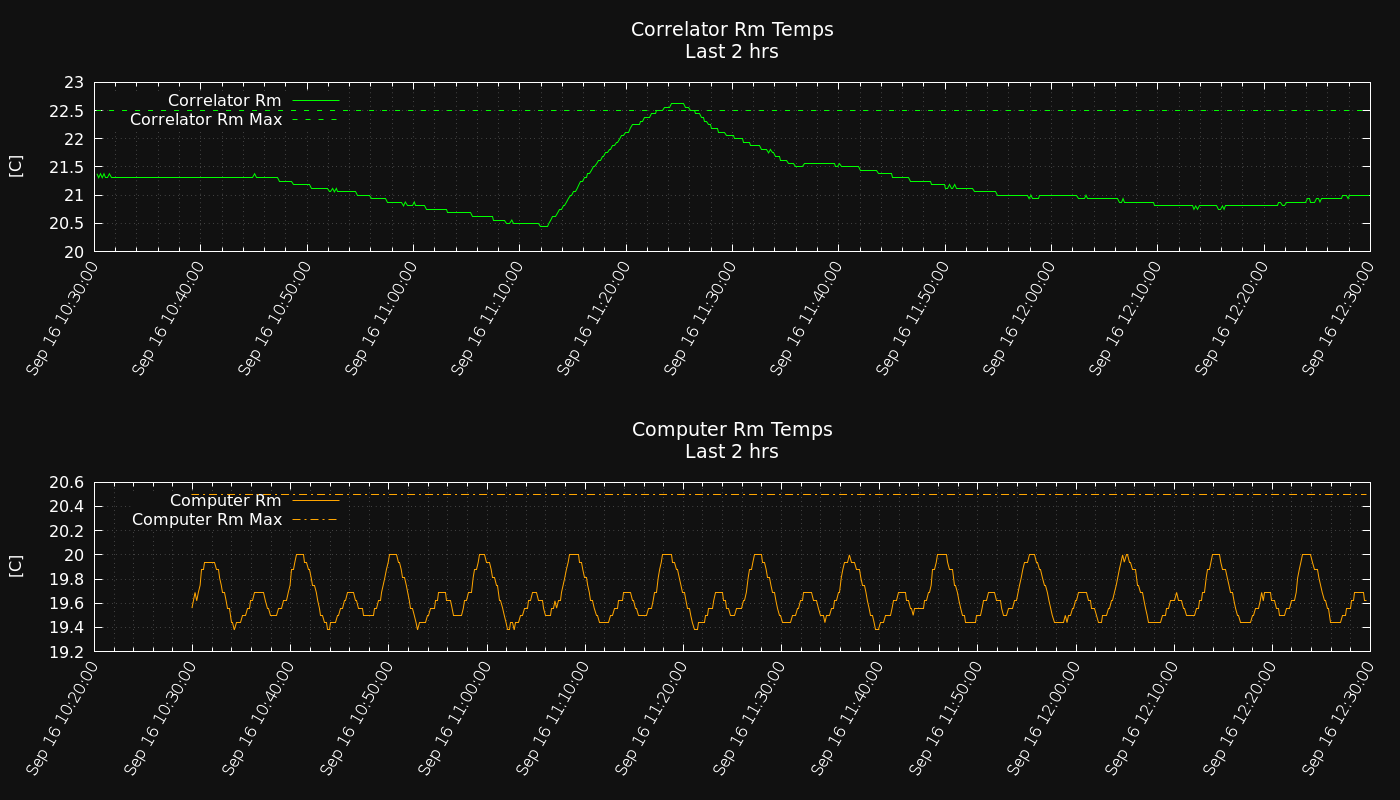 Correlator Rm Temps
Last 2 hrs
23
22.5
22
21.5
21
20.5
20
[C]
Correlator Rm
Correlator Rm Max
Sep 16 10:30:00
Sep 16 10:40:00
Sep 16 10:50:00
Sep 16 11:00:00
Sep 16 11:10:00
Sep 16 11:20:00
Sep 16 11:30:00
Sep 16 11:40:00
Sep 16 11:50:00
Sep 16 12:00:00
Sep 16 12:10:00
Sep 16 12:20:00
Sep 16 12:30:00
Computer Rm Temps
Last 2 hrs
20.6
20.4
20.2
20
19.8
19.6
19.4
19.2
[C]
Computer Rm
Computer Rm Max
Sep 16 10:20:00
Sep 16 10:30:00
Sep 16 10:40:00
Sep 16 10:50:00
Sep 16 11:00:00
Sep 16 11:10:00
Sep 16 11:20:00
Sep 16 11:30:00
Sep 16 11:40:00
Sep 16 11:50:00
Sep 16 12:00:00
Sep 16 12:10:00
Sep 16 12:20:00
Sep 16 12:30:00